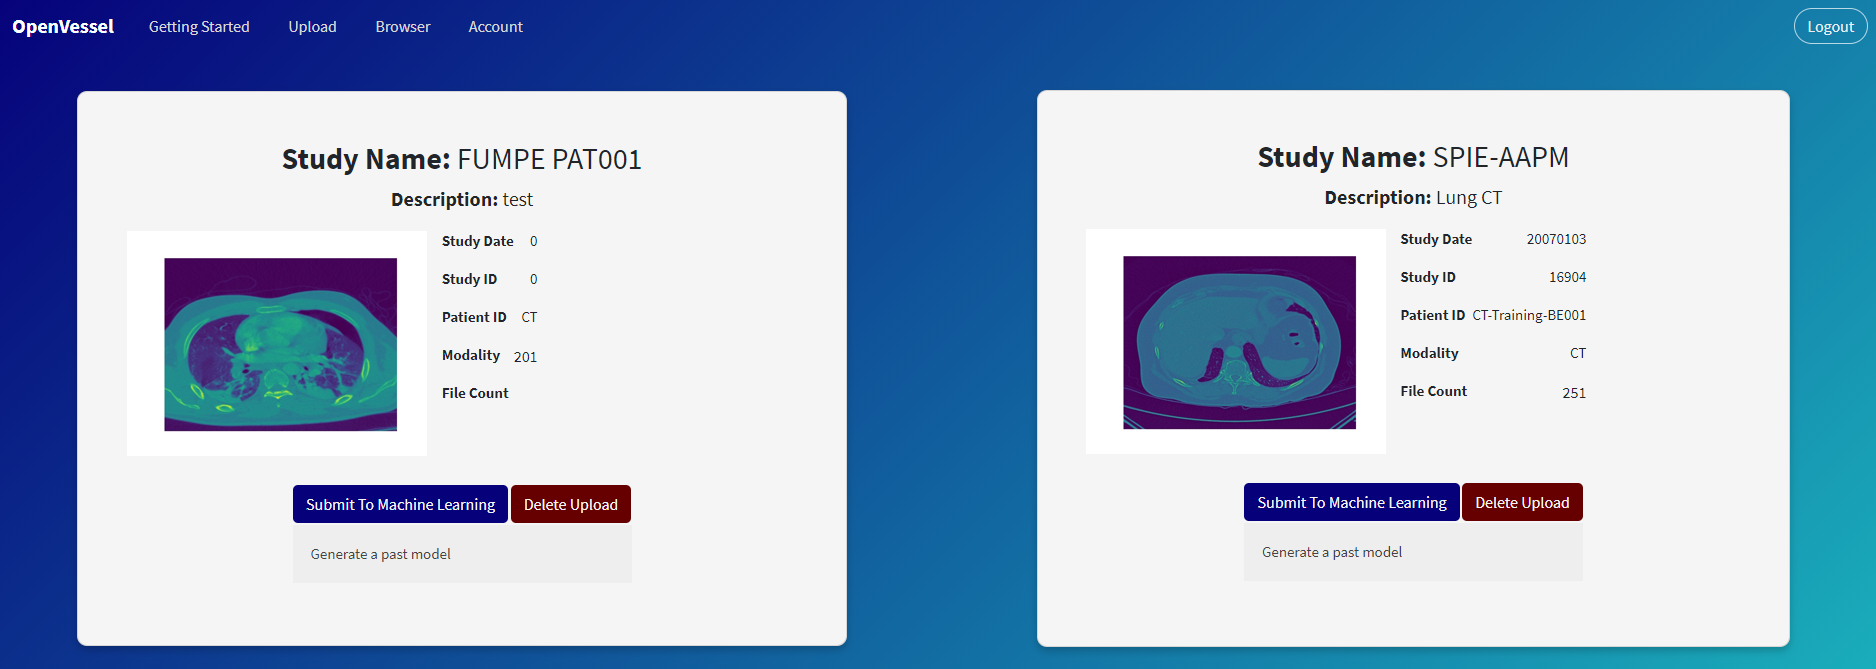 OpenVessel Getting Started Upload Browser Account Logout
Study Name: FUMPE PAT001
Description: test
Study Date 0
Study ID 0
Patient ID CT
Modality 201
File Count
Submit To Machine Learning Delete Upload
Generate a past model
Study Name: SPIE-AAPM
Description: Lung CT
Study Date 20070103
Study ID 16904
Patient ID CT-Training-BE001
Modality CT
File Count 251
Submit To Machine Learning Delete Upload
Generate a past model